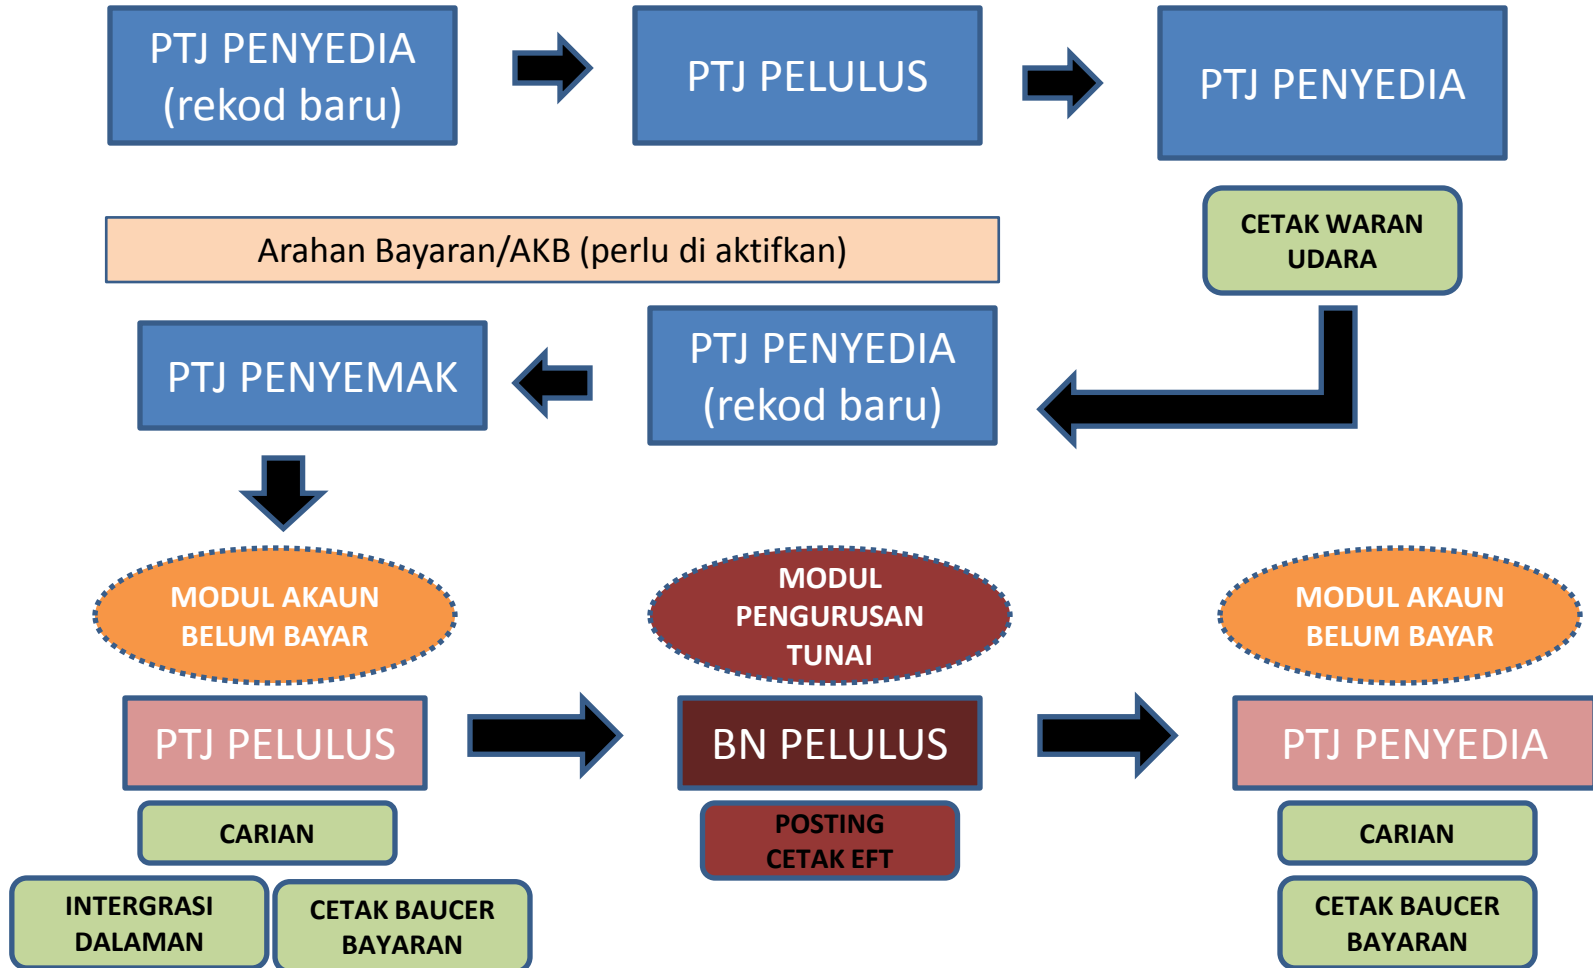 PTJ PENYEDIA
(rekod baru)
PTJ PELULUS
PTJ PENYEDIA
CETAK WARAN
UDARA
Arahan Bayaran/AKB (perlu di aktifkan)
PTJ PENYEDIA
(rekod baru)
PTJ PENYEMAK
MODUL AKAUN
BELUM BAYAR
MODUL
PENGURUSAN
TUNAI
MODUL AKAUN
BELUM BAYAR
PTJ PELULUS
BN PELULUS
PTJ PENYEDIA
CARIAN
POSTING
CETAK EFT
CARIAN
INTERGRASI
DALAMAN
CETAK BAUCER
BAYARAN
CETAK BAUCER
BAYARAN